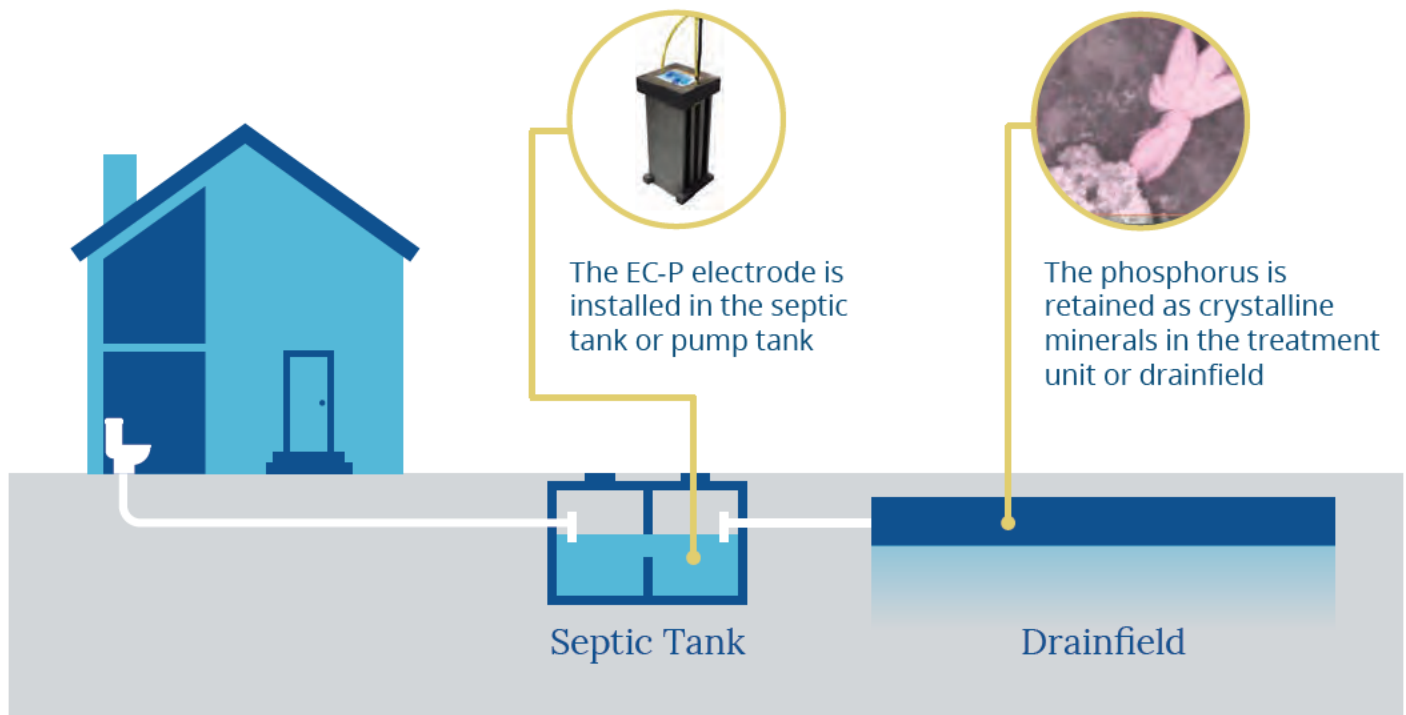 The EC-P electrode is
installed in the septic
tank or pump tank
The phosphorus is
retained as crystalline
minerals in the treatment
unit or drainfield
Septic Tank
Drainfield